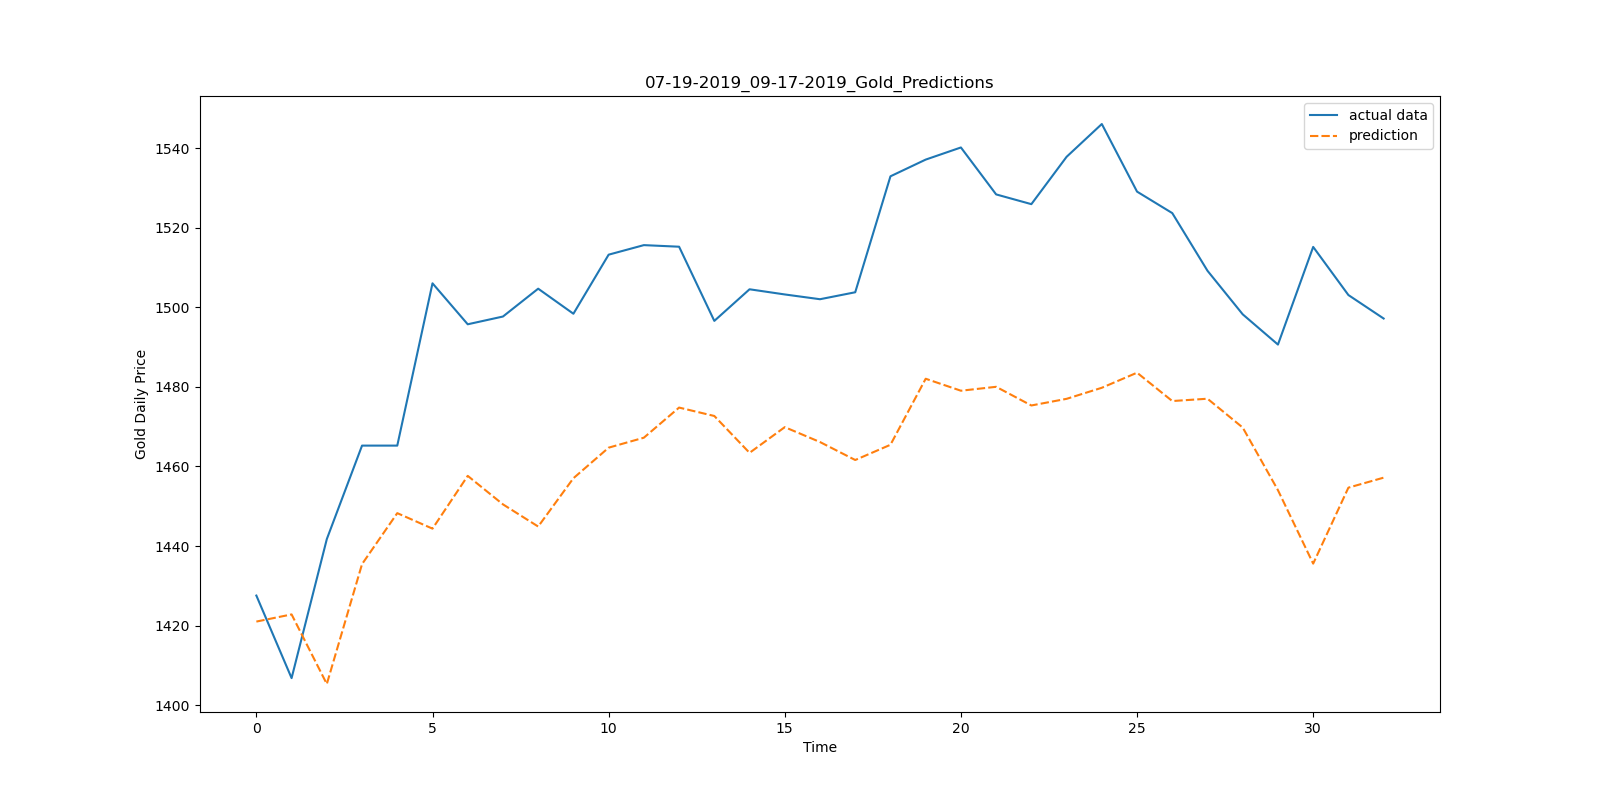 07-19-2019_09-17-2019_Gold_Predictions
actual data
prediction
Gold Daily Price
1540
1520
1500
1480
1460
1440
1420
1400
0 5 10 15 20 25 30
Time